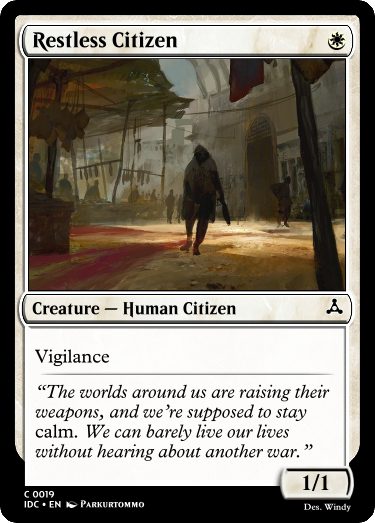 Restless Citizen
Creature — Human Citizen
Vigilance
“The worlds around us are raising their
weapons, and we’re supposed to stay
calm. We can barely live our lives
without hearing about another war.”
1/1
C 0019
IDC • EN Parkurtommo
Des. Windy